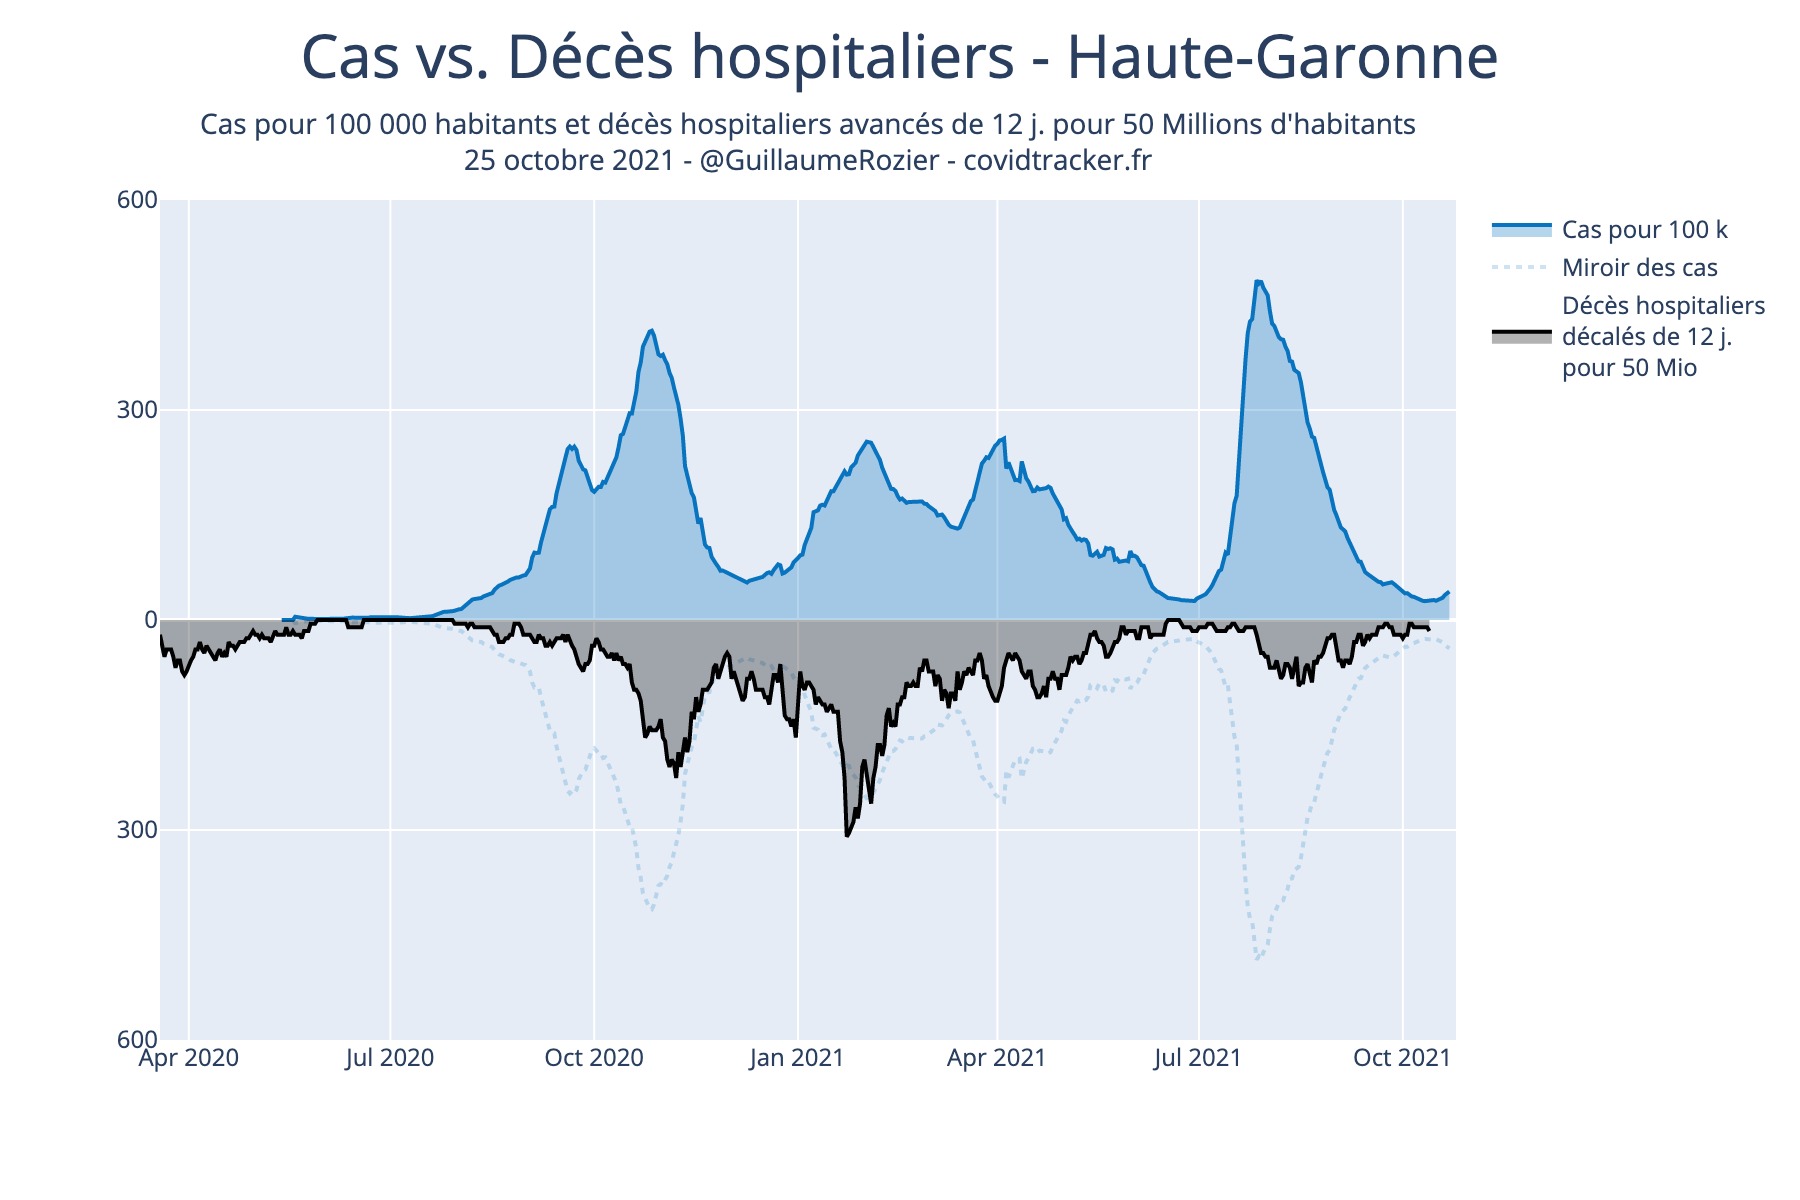 Cas vs. Décès hospitaliers - Haute-Garonne
Cas pour 100 000 habitants et décès hospitaliers avancés de 12 j. pour 50 Millions d'habitants
25 octobre 2021 - @GuillaumeRozier - covidtracker.fr
600
300
0
300
600
Apr 2020
Jul 2020
Oct 2020
Jan 2021
Apr 2021
Jul 2021
Oct 2021
Cas pour 100 k
Miroir des cas
Décès hospitaliers
décalés de 12 j.
pour 50 Mio